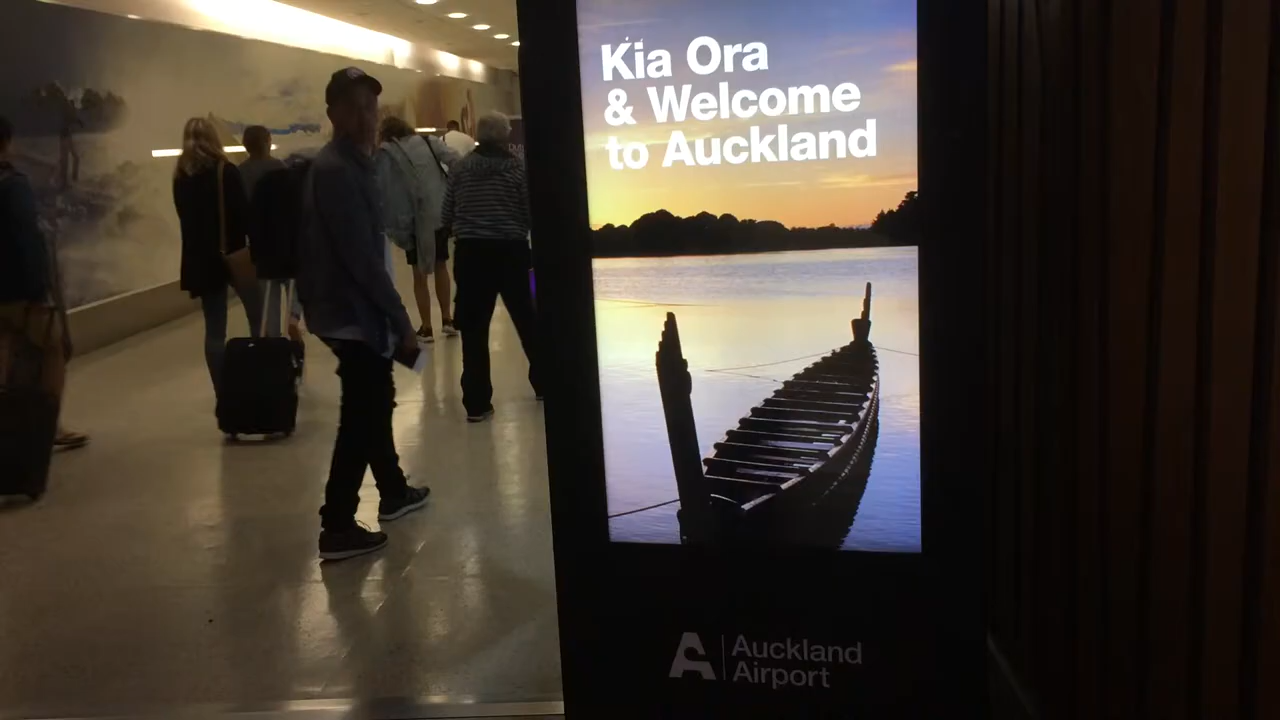 Kia Ora
& Welcome
to Auckland
Auckland
Airport